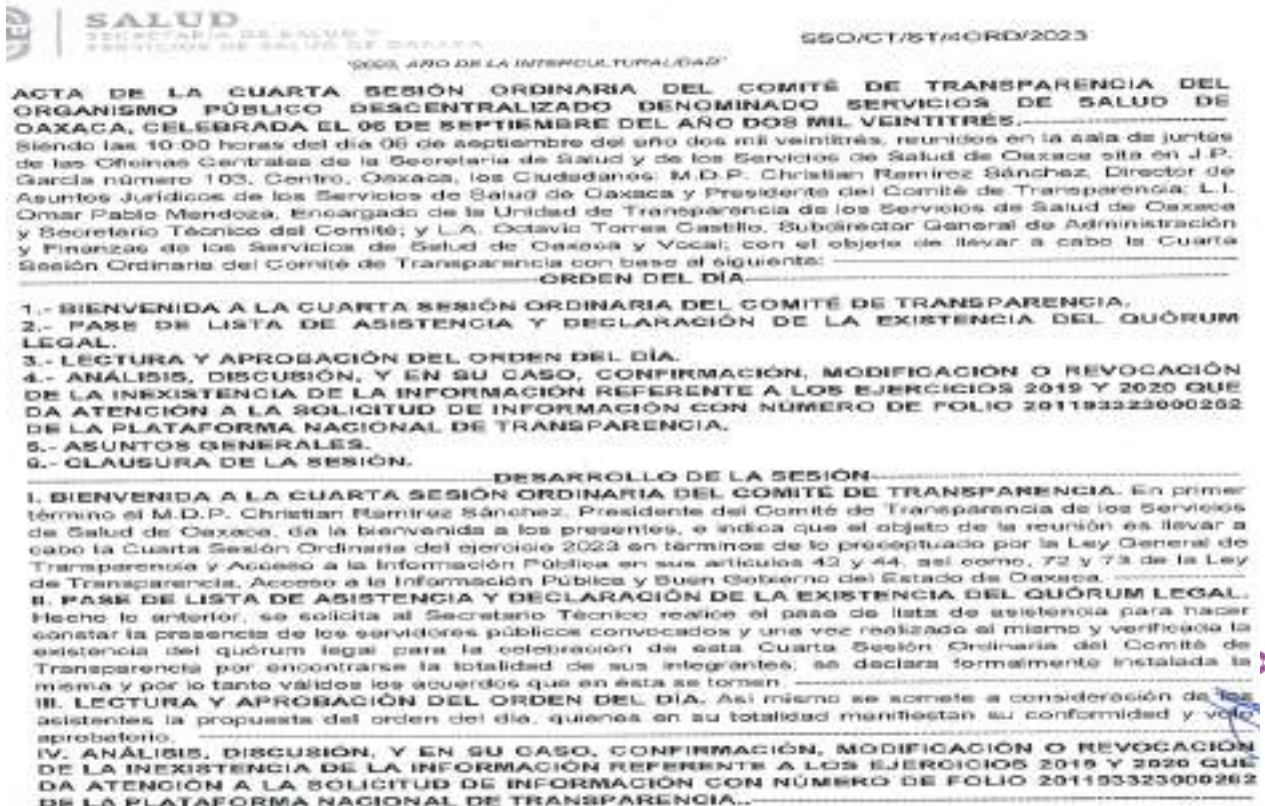 SALUD
SECRETARÍA DE SALUD Y
SERVICIOS DE SALUD DE OAXACA
SSO/CT/ST/4ORD/2023
"2023, AÑO DE LA INTERCULTURALIDAD"
ACTA DE LA CUARTA SESIÓN ORDINARIA DEL COMITÉ DE TRANSPARENCIA DEL
ORGANISMO PÚBLICO DESCENTRALIZADO DENOMINADO SERVICIOS DE SALUD DE
OAXACA, CELEBRADA EL 06 DE SEPTIEMBRE DEL AÑO DOS MIL VEINTITRÉS.
Siendo las 10:00 horas del día 06 de septiembre del año dos mil veintitrés, reunidos en la sala de juntas
de las Oficinas Centrales de la Secretaría de Salud y de los Servicios de Salud de Oaxaca sita en J.P.
García número 103, Centro, Oaxaca, los Ciudadanos: M.D.P. Christian Ramírez Sánchez, Director de
Asuntos Jurídicos de los Servicios de Salud de Oaxaca y Presidente del Comité de Transparencia; L.I.
Omar Pablo Mendoza, Encargado de la Unidad de Transparencia de los Servicios de Salud de Oaxaca
y Secretario Técnico del Comité; y L.A. Octavio Torres Castillo, Subdirector General de Administración
y Finanzas de los Servicios de Salud de Oaxaca y Vocal; con el objeto de llevar a cabo la Cuarta
Sesión Ordinaria del Comité de Transparencia con base al siguiente:
ORDEN DEL DÍA
1.- BIENVENIDA A LA CUARTA SESIÓN ORDINARIA DEL COMITÉ DE TRANSPARENCIA.
2.- PASE DE LISTA DE ASISTENCIA Y DECLARACIÓN DE LA EXISTENCIA DEL QUÓRUM
LEGAL.
3.- LECTURA Y APROBACIÓN DEL ORDEN DEL DÍA.
4.- ANÁLISIS, DISCUSIÓN, Y EN SU CASO, CONFIRMACIÓN, MODIFICACIÓN O REVOCACIÓN
DE LA INEXISTENCIA DE LA INFORMACIÓN REFERENTE A LOS EJERCICIOS 2019 Y 2020 QUE
DA ATENCIÓN A LA SOLICITUD DE INFORMACIÓN CON NÚMERO DE FOLIO 201193323000262
DE LA PLATAFORMA NACIONAL DE TRANSPARENCIA.
5.- ASUNTOS GENERALES.
6.- CLAUSURA DE LA SESIÓN.
DESARROLLO DE LA SESIÓN
I. BIENVENIDA A LA CUARTA SESIÓN ORDINARIA DEL COMITÉ DE TRANSPARENCIA. En primer
término el M.D.P. Christian Ramírez Sánchez, Presidente del Comité de Transparencia de los Servicios
de Salud de Oaxaca, da la bienvenida a los presentes, e indica que el objeto de la reunión es llevar a
cabo la Cuarta Sesión Ordinaria del ejercicio 2023 en términos de lo preceptuado por la Ley General de
Transparencia y Acceso a la Información Pública en sus artículos 43 y 44, así como, 72 y 73 de la Ley
de Transparencia, Acceso a la Información Pública y Buen Gobierno del Estado de Oaxaca.
II. PASE DE LISTA DE ASISTENCIA Y DECLARACIÓN DE LA EXISTENCIA DEL QUÓRUM LEGAL.
Hecho lo anterior, se solicita al Secretario Técnico realice el pase de lista de asistencia para hacer
constar la presencia de los servidores públicos convocados y una vez realizado el mismo y verificada la
existencia del quórum legal para la celebración de esta Cuarta Sesión Ordinaria del Comité de
Transparencia por encontrarse la totalidad de sus integrantes; se declara formalmente instalada la
misma y por lo tanto válidos los acuerdos que en ésta se tomen.
III. LECTURA Y APROBACIÓN DEL ORDEN DEL DÍA. Así mismo se somete a consideración de los
asistentes la propuesta del orden del día, quienes en su totalidad manifiestan su conformidad y voto
aprobatorio.
IV. ANÁLISIS, DISCUSIÓN, Y EN SU CASO, CONFIRMACIÓN, MODIFICACIÓN O REVOCACIÓN
DE LA INEXISTENCIA DE LA INFORMACIÓN REFERENTE A LOS EJERCICIOS 2019 Y 2020 QUE
DA ATENCIÓN A LA SOLICITUD DE INFORMACIÓN CON NÚMERO DE FOLIO 201193323000262
DE LA PLATAFORMA NACIONAL DE TRANSPARENCIA..